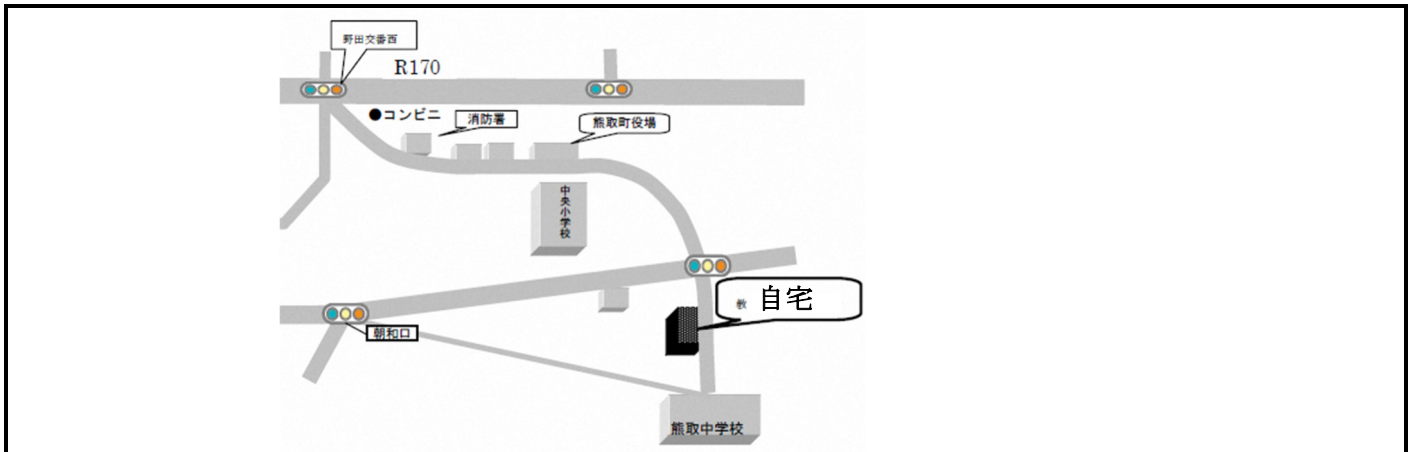 野田交番西
R170
●コンビニ
消防署
熊取町役場
中央小学校
教 自宅
朝和口
熊取中学校